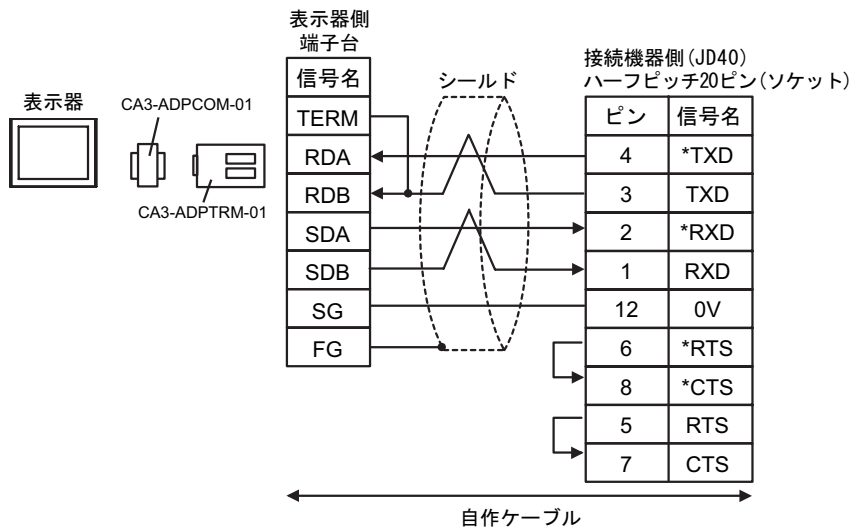 表示器側
端子台
接続機器側(JD40)
ハーフピッチ20ピン(ソケット)
表示器
CA3-ADPCOM-01
CA3-ADPTRM-01
シールド
信号名
TERM
RDA
RDB
SDA
SDB
SG
FG
ピン 信号名
4 *TXD
3 TXD
2 *RXD
1 RXD
12 0V
6 *RTS
8 *CTS
5 RTS
7 CTS
自作ケーブル